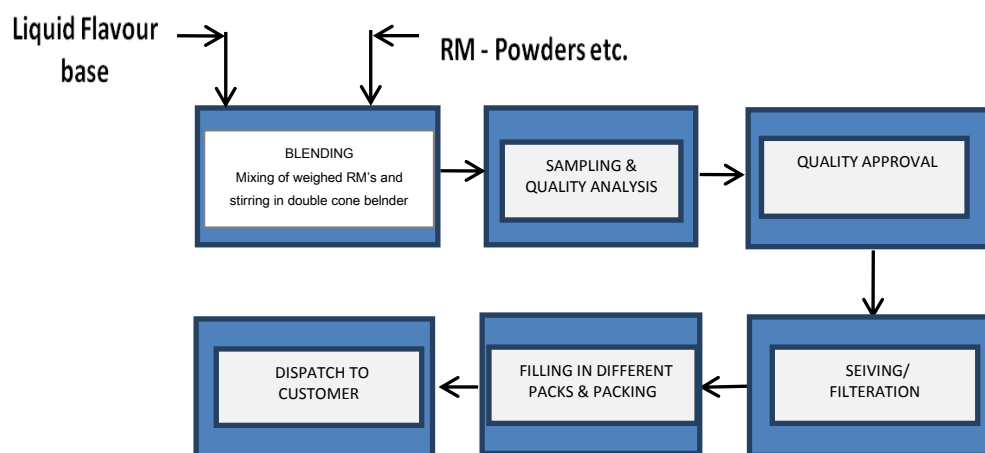 Liquid Flavour
base
RM - Powders etc.
BLENDING
Mixing of weighed RM's and
stirring in double cone belnder
SAMPLING &
QUALITY ANALYSIS
QUALITY APPROVAL
SEIVING/
FILTERATION
FILLING IN DIFFERENT
PACKS & PACKING
DISPATCH TO
CUSTOMER